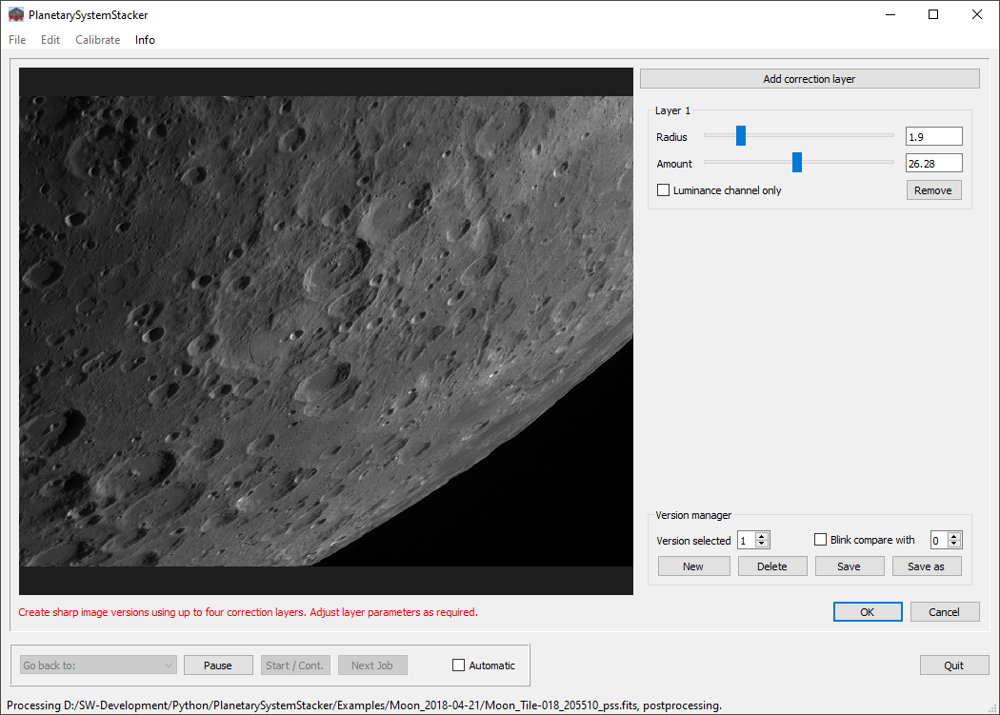 PlanetarySystemStacker
File Edit Calibrate Info
Add correction layer
Layer 1
Radius 1.9
Amount 26.28
Luminance channel only Remove
Version manager
Version selected 1 Blink compare with 0
New Delete Save Save as
Create sharp image versions using up to four correction layers. Adjust layer parameters as required.
OK Cancel
Go back to: Pause Start / Cont. Next Job Automatic Quit
Processing D:/SW-Development/Python/PlanetarySystemStacker/Examples/Moon_2018-04-21/Moon_Tile-018_205510_pss.fits, postprocessing.